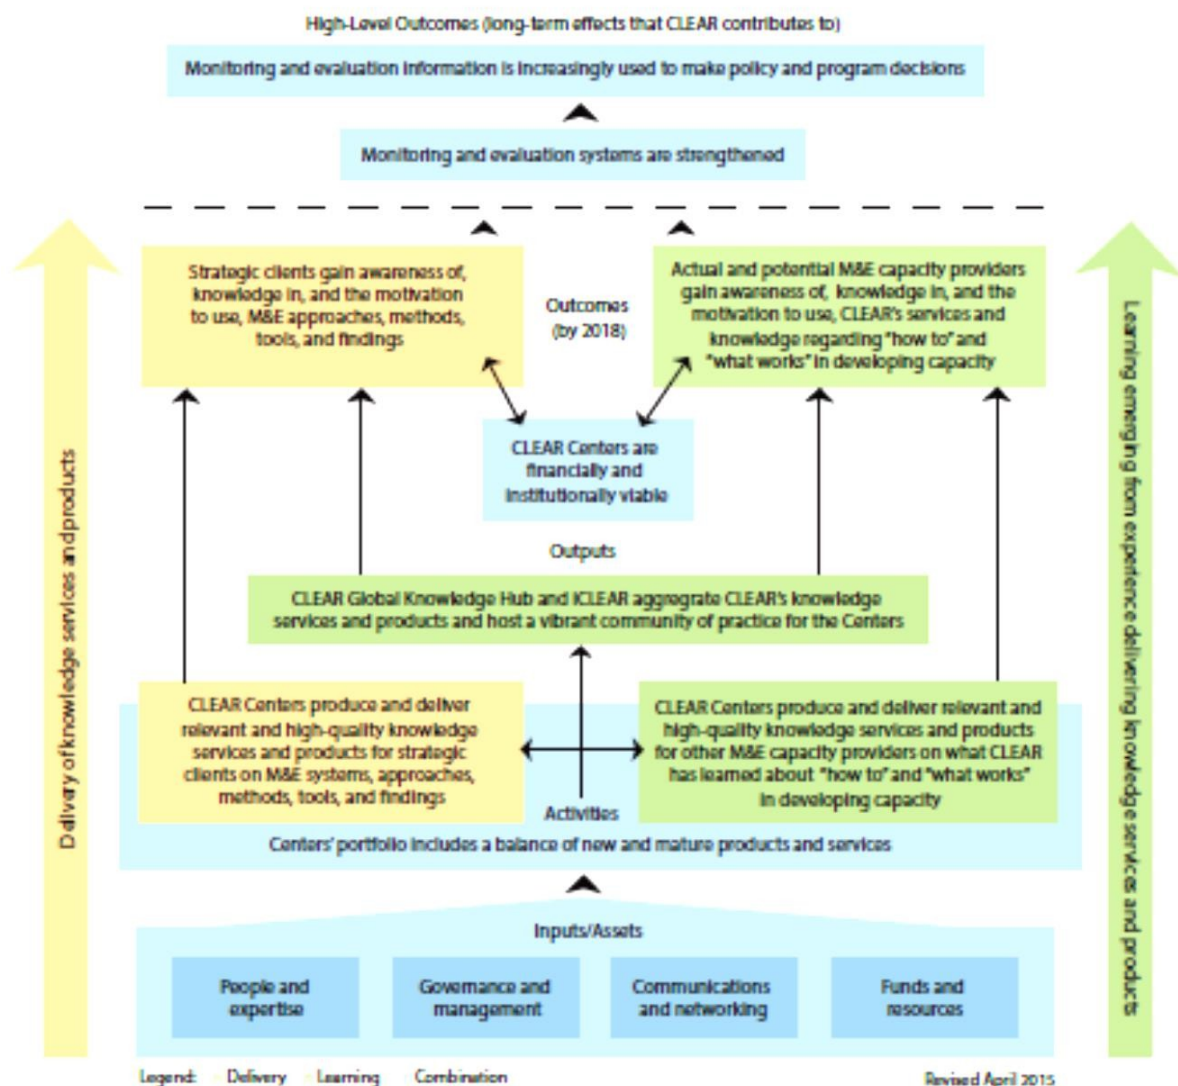 High-Level Outcomes (long-term effects that CLEAR contributes to)
Monitoring and evaluation information is increasingly used to make policy and program decisions
Monitoring and evaluation systems are strengthened
Strategic clients gain awareness of,
knowledge in, and the motivation
to use, M&E approaches, methods,
tools, and findings
Outcomes
(by 2018)
Actual and potential M&E capacity providers
gain awareness of, knowledge in, and the
motivation to use, CLEAR's services and
knowledge regarding "how to" and
"what works" in developing capacity
CLEAR Centers are
financially and
institutionally viable
Outputs
CLEAR Global Knowledge Hub and iCLEAR aggregate CLEAR's knowledge
services and products and host a vibrant community of practice for the Centers
CLEAR Centers produce and deliver
relevant and high-quality knowledge
services and products for strategic
clients on M&E systems, approaches,
methods, tools, and findings
CLEAR Centers produce and deliver relevant and
high-quality knowledge services and products
for other M&E capacity providers on what CLEAR
has learned about "how to" and "what works"
in developing capacity
Activities
Centers' portfolio includes a balance of new and mature products and services
Inputs/Assets
People and
expertise
Governance and
management
Communications
and networking
Funds and
resources
Delivery of knowledge services and products
Learning emerging from experience delivering knowledge services and products
Legend: Delivery Learning Combination
Revised April 2015